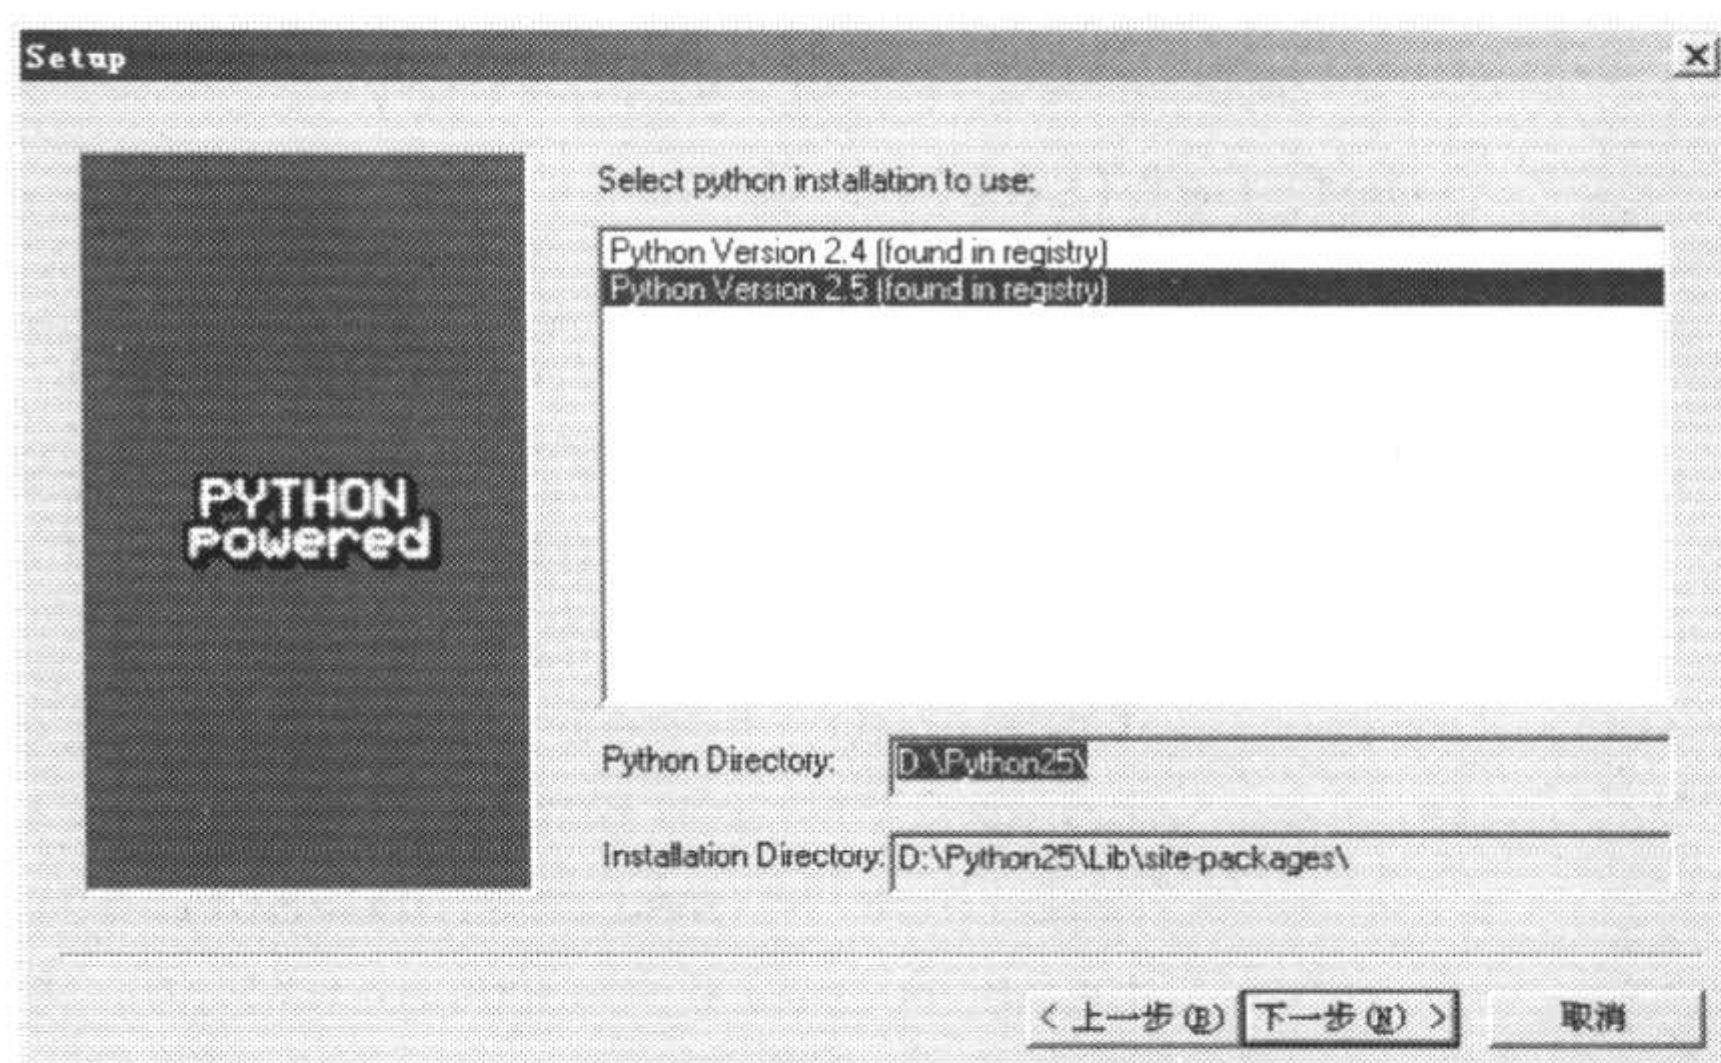 Setup
Select python installation to use:
Python Version 2.4 (found in registry)
Python Version 2.5 (found in registry)
PYTHON
powered
Python Directory: D:\Python25\
Installation Directory: D:\Python25\Lib\site-packages\
< 上一步(B) 下一步(N) > 取消